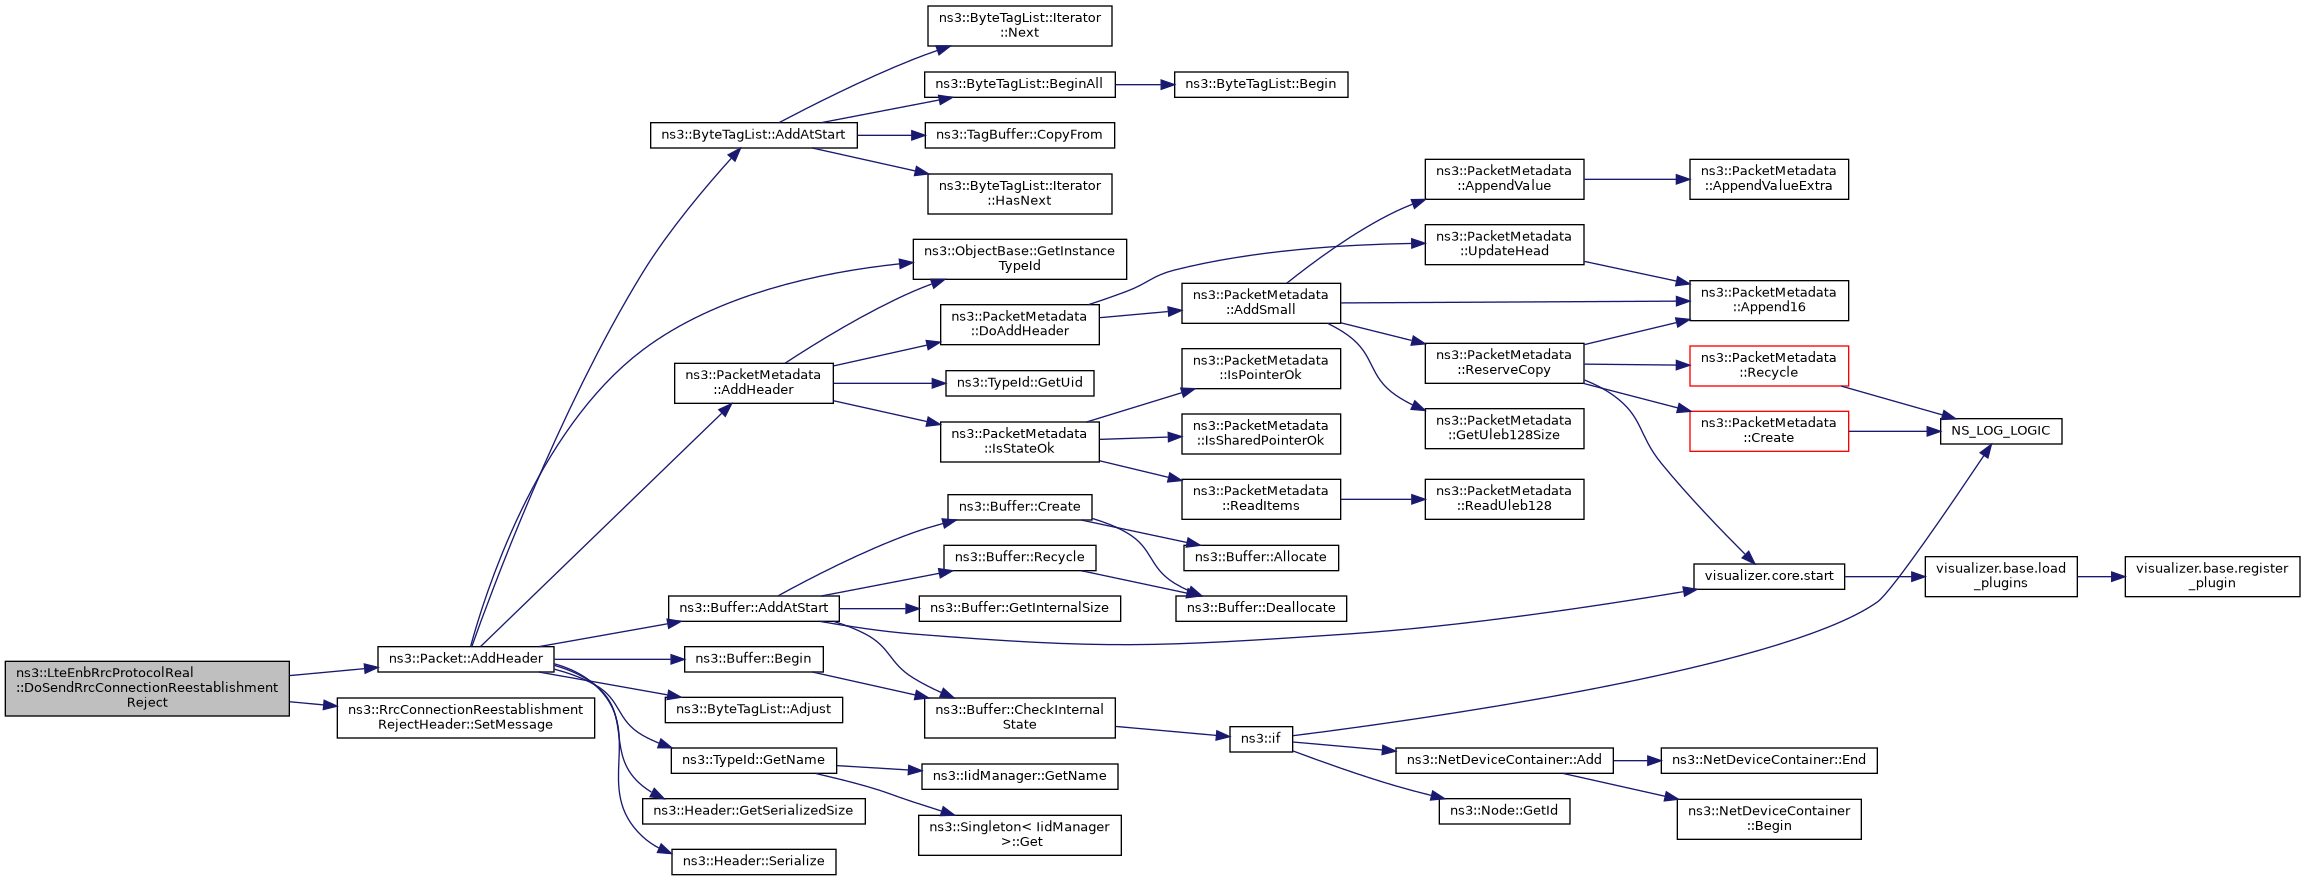 ns3::ByteTagList::Iterator
::Next
ns3::ByteTagList::BeginAll
ns3::ByteTagList::Begin
ns3::ByteTagList::AddAtStart
ns3::TagBuffer::CopyFrom
ns3::ByteTagList::Iterator
::HasNext
ns3::PacketMetadata
::AppendValue
ns3::PacketMetadata
::AppendValueExtra
ns3::ObjectBase::GetInstance
TypeId
ns3::PacketMetadata
::UpdateHead
ns3::PacketMetadata
::DoAddHeader
ns3::PacketMetadata
::AddSmall
ns3::PacketMetadata
::Append16
ns3::PacketMetadata
::AddHeader
ns3::TypeId::GetUid
ns3::PacketMetadata
::IsPointerOk
ns3::PacketMetadata
::ReserveCopy
ns3::PacketMetadata
::Recycle
ns3::PacketMetadata
::IsStateOk
ns3::PacketMetadata
::IsSharedPointerOk
ns3::PacketMetadata
::GetUleb128Size
ns3::PacketMetadata
::Create
NS_LOG_LOGIC
ns3::PacketMetadata
::ReadItems
ns3::PacketMetadata
::ReadUleb128
ns3::Buffer::Create
ns3::Buffer::Recycle
ns3::Buffer::Allocate
ns3::Buffer::AddAtStart
ns3::Buffer::GetInternalSize
ns3::Buffer::Deallocate
visualizer.core.start
visualizer.base.load
_plugins
visualizer.base.register
_plugin
ns3::LteEnbRrcProtocolReal
::DoSendRrcConnectionReestablishment
Reject
ns3::Packet::AddHeader
ns3::RrcConnectionReestablishment
RejectHeader::SetMessage
ns3::Buffer::Begin
ns3::ByteTagList::Adjust
ns3::Buffer::CheckInternal
State
ns3::if
ns3::TypeId::GetName
ns3::IidManager::GetName
ns3::NetDeviceContainer::Add
ns3::NetDeviceContainer::End
ns3::Header::GetSerializedSize
ns3::Singleton< IidManager
>::Get
ns3::Node::GetId
ns3::NetDeviceContainer
::Begin
ns3::Header::Serialize